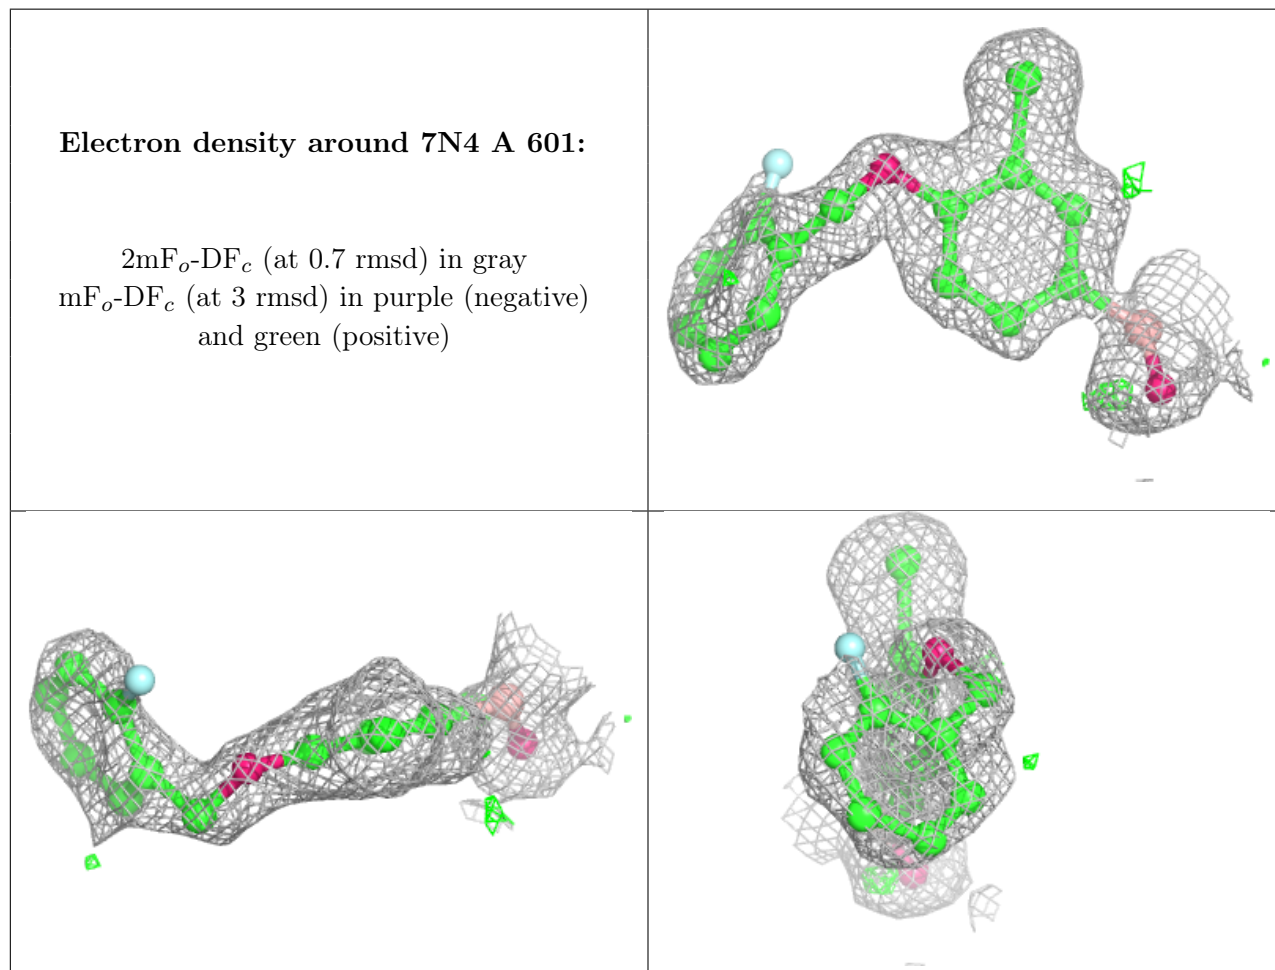 Electron density around 7N4 A 601:
2mFo-DFc (at 0.7 rmsd) in gray
mFo-DFc (at 3 rmsd) in purple (negative)
and green (positive)